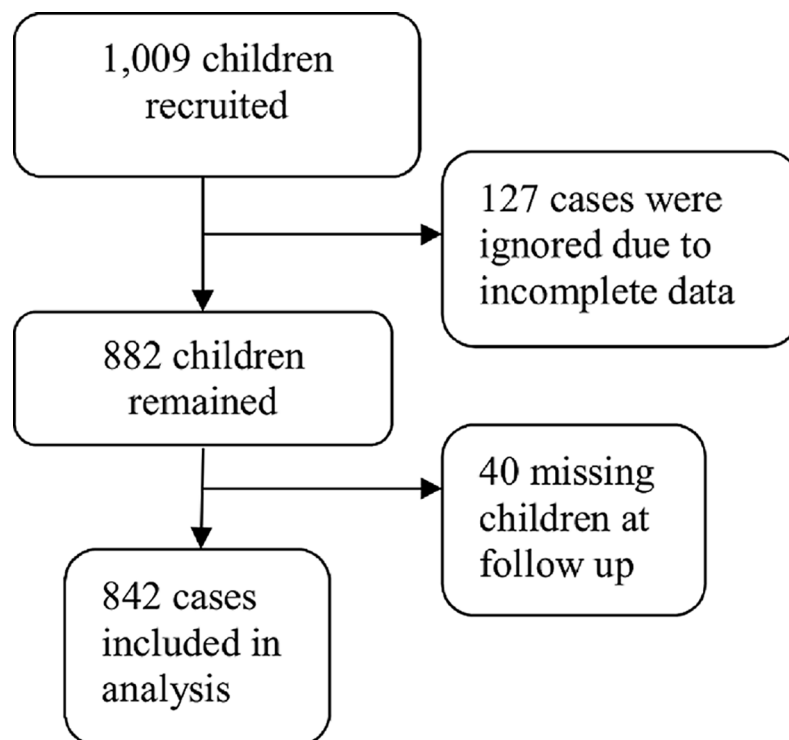 1,009 children
recruited
127 cases were
ignored due to
incomplete data
882 children
remained
40 missing
children at
follow up
842 cases
included in
analysis